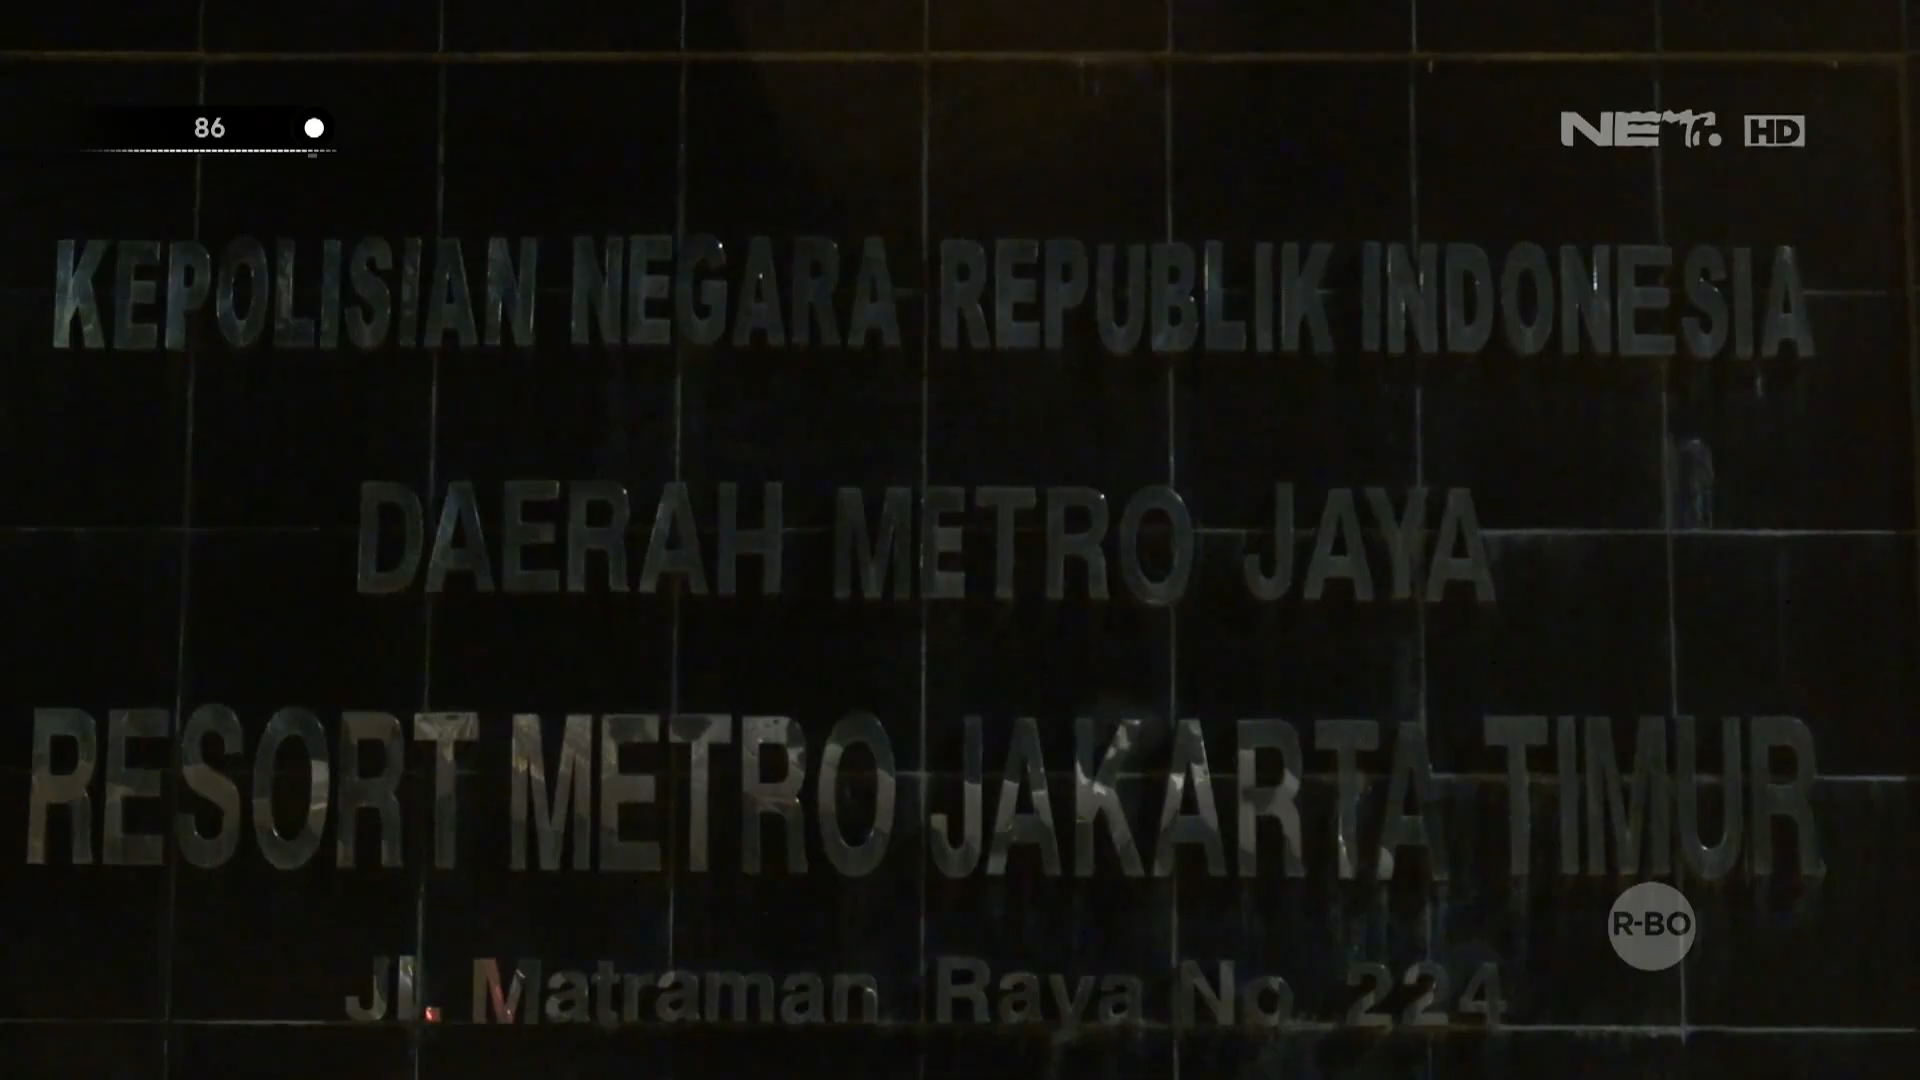 86
NET. HD
KEPOLISIAN NEGARA REPUBLIK INDONESIA
DAERAH METRO JAYA
RESORT METRO JAKARTA TIMUR
R-BO
Jl. Matraman Raya No 224